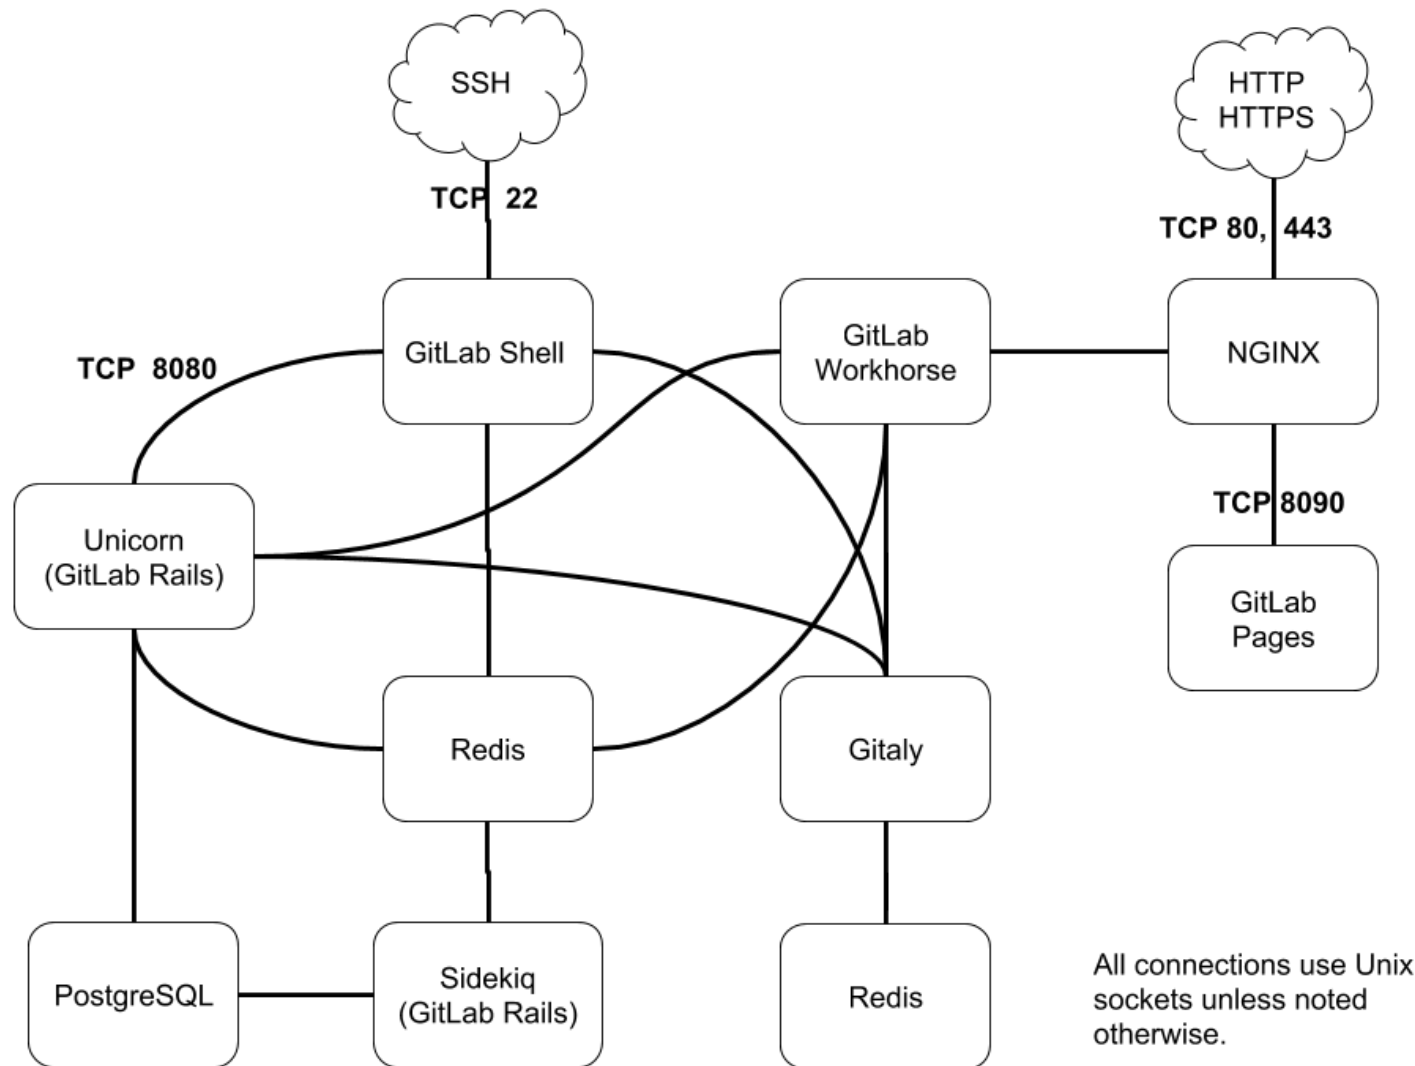 SSH
HTTP
HTTPS
TCP 22
TCP 80, 443
GitLab Shell
GitLab
Workhorse
NGINX
TCP 8080
TCP 8090
Unicorn
(GitLab Rails)
GitLab
Pages
Redis
Gitaly
PostgreSQL
Sidekiq
(GitLab Rails)
Redis
All connections use Unix
sockets unless noted
otherwise.